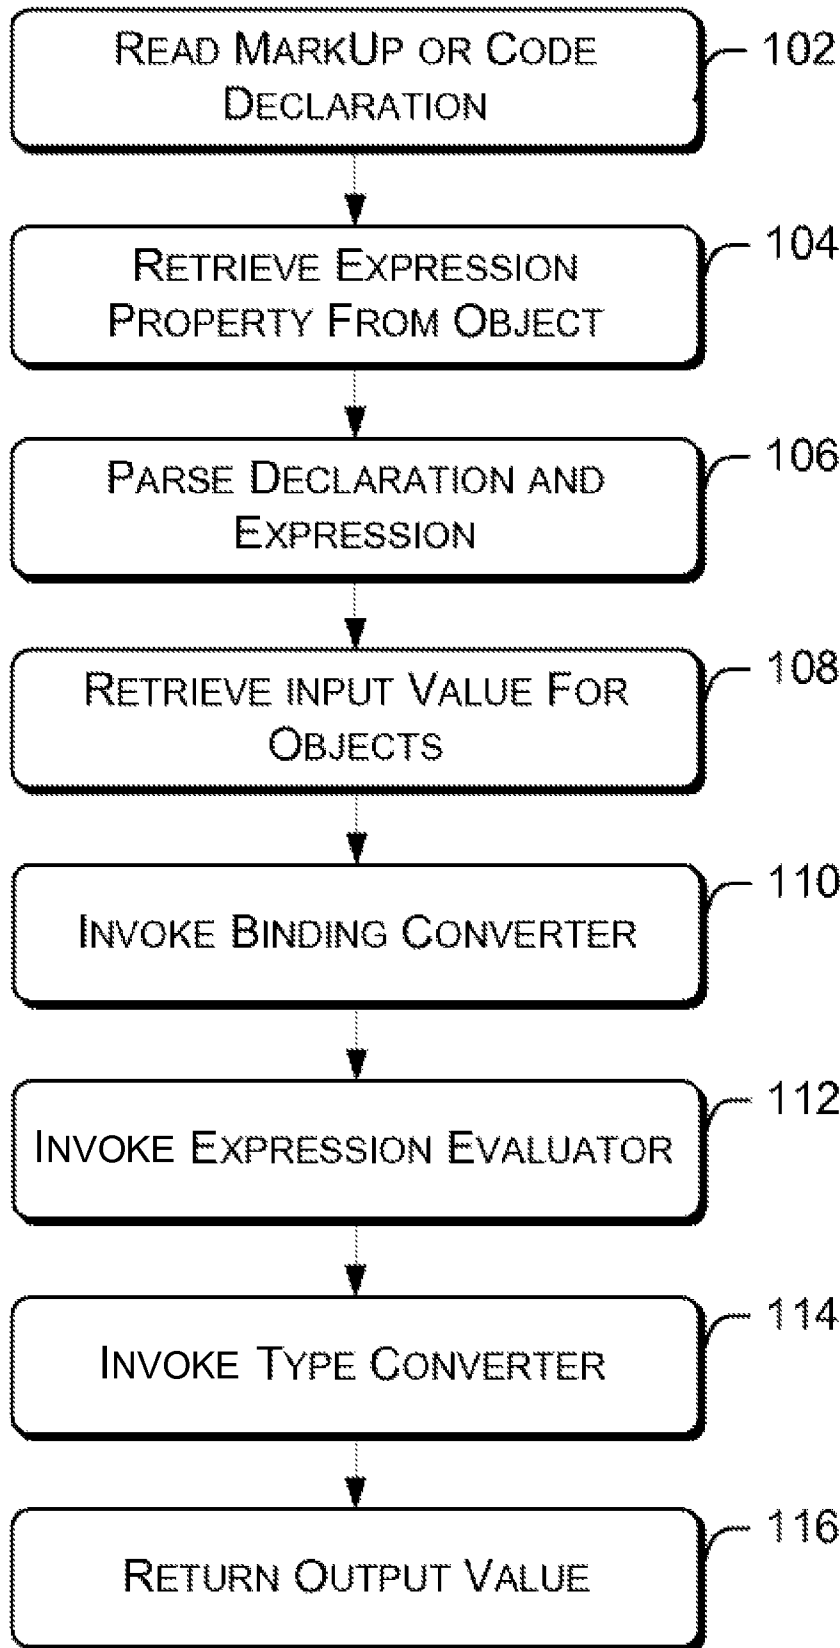 READ MARKUP OR CODE
DECLARATION
102
RETRIEVE EXPRESSION
PROPERTY FROM OBJECT
104
PARSE DECLARATION AND
EXPRESSION
106
RETRIEVE INPUT VALUE FOR
OBJECTS
108
INVOKE BINDING CONVERTER
110
INVOKE EXPRESSION EVALUATOR
112
INVOKE TYPE CONVERTER
114
RETURN OUTPUT VALUE
116